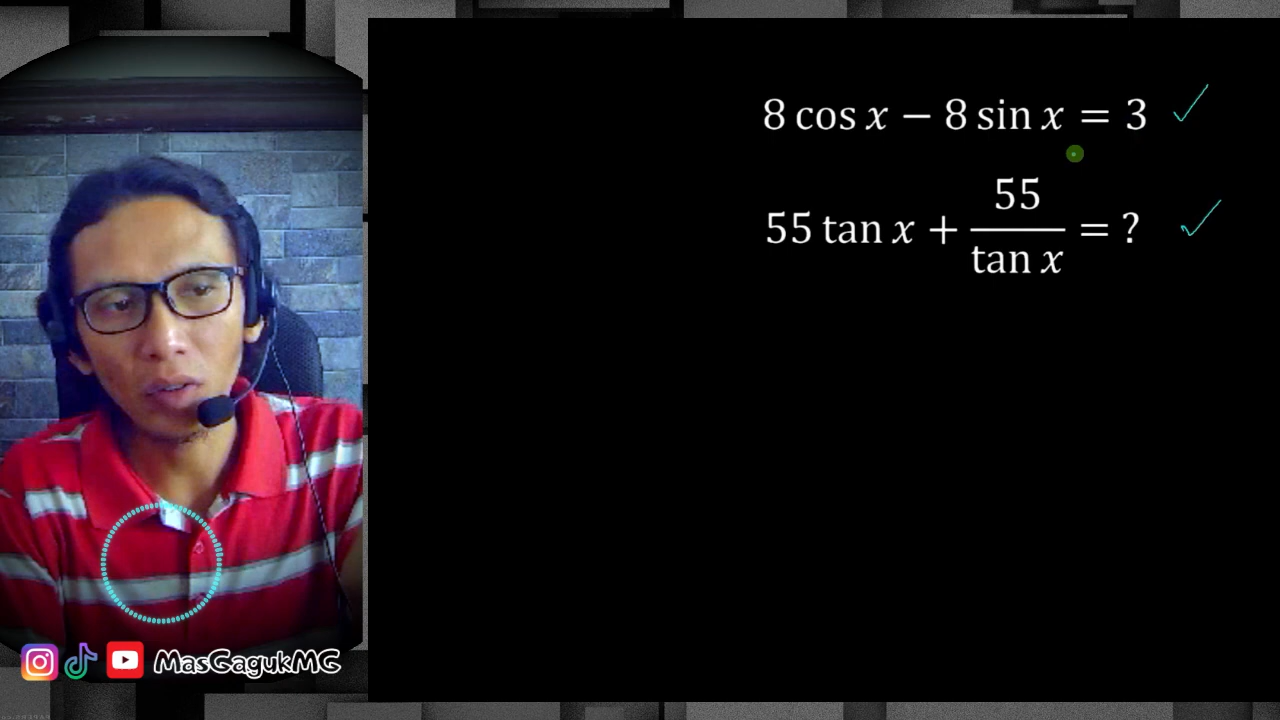 8 cos x − 8 sin x = 3
55 tan x + 55/tan x = ?
MasGagukMG